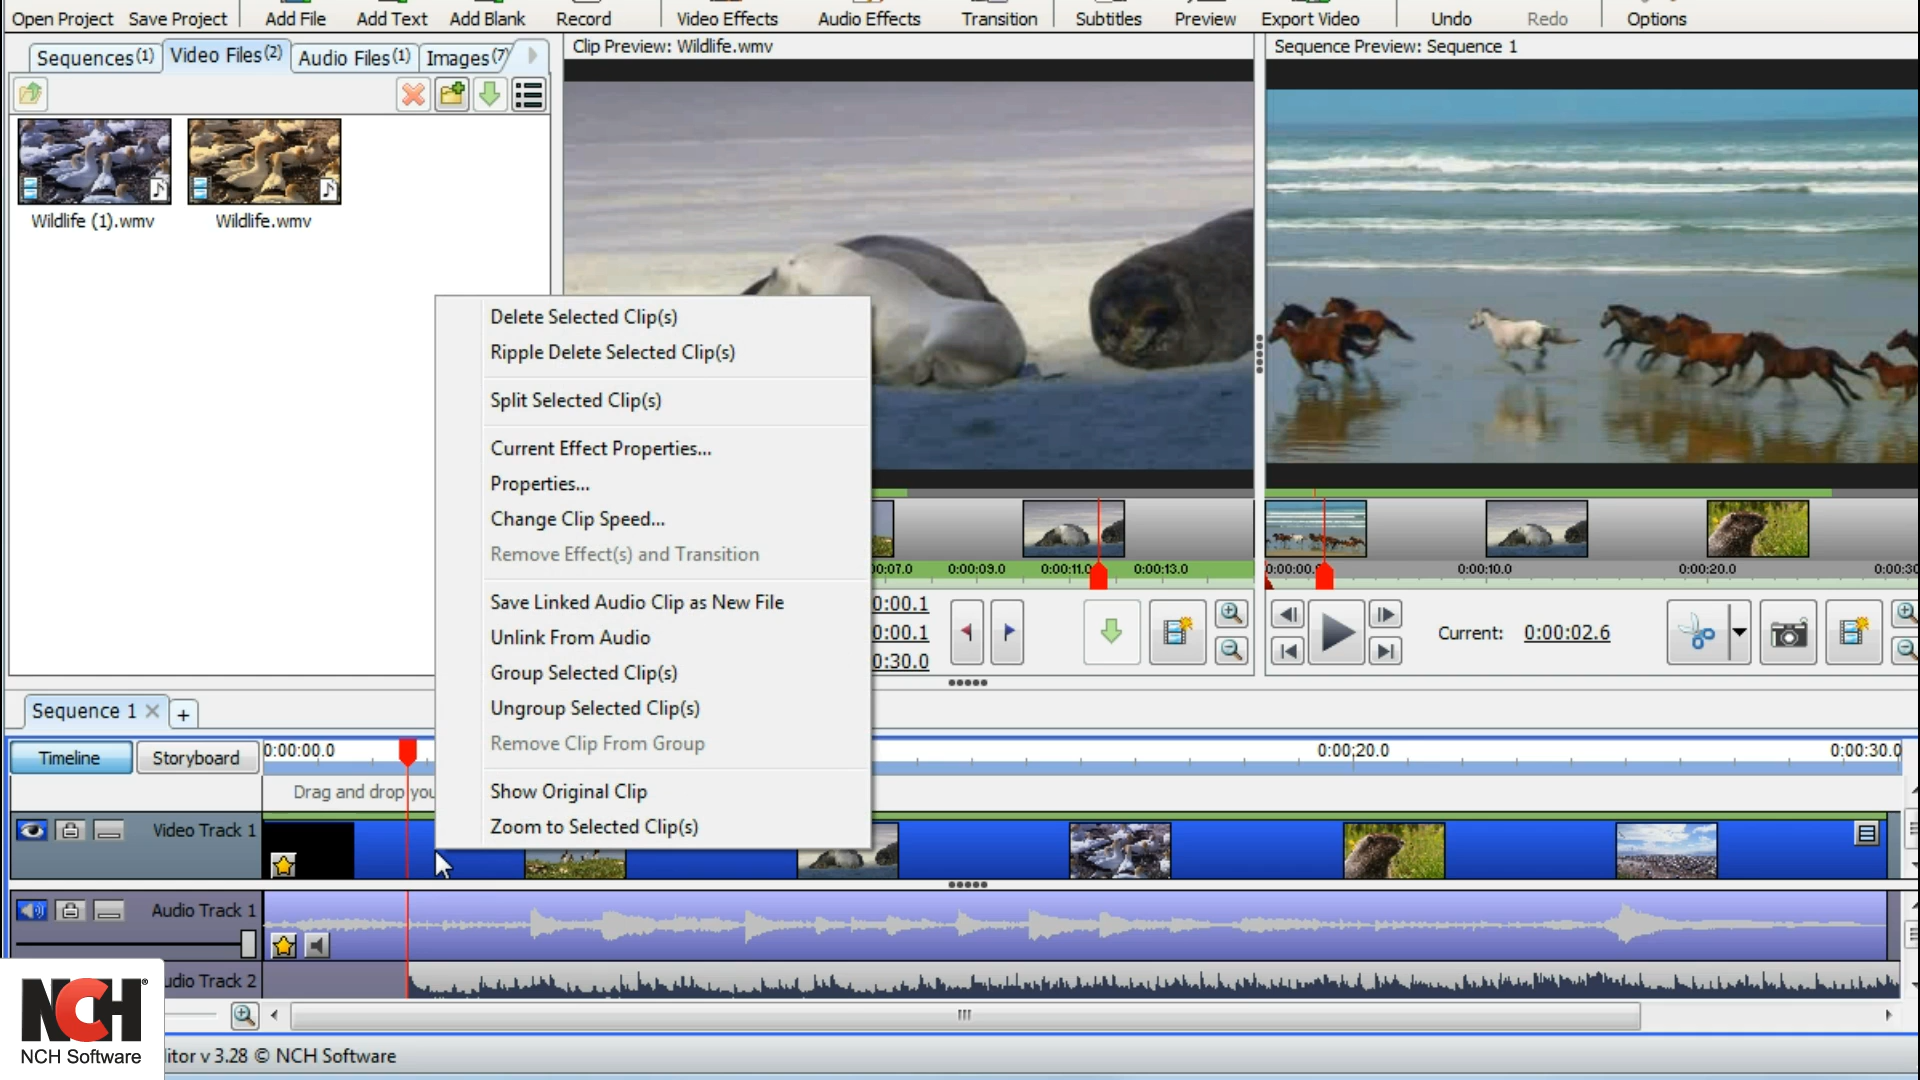 Open Project Save Project Add File Add Text Add Blank Record Video Effects Audio Effects Transition Subtitles Preview Export Video Undo Redo Options
Sequences(1) Video Files(2) Audio Files(1) Images(7)
Clip Preview: Wildlife.wmv
Sequence Preview: Sequence 1
Wildlife (1).wmv Wildlife.wmv
Delete Selected Clip(s)
Ripple Delete Selected Clip(s)
Split Selected Clip(s)
Current Effect Properties...
Properties...
Change Clip Speed...
Remove Effect(s) and Transition
Save Linked Audio Clip as New File
Unlink From Audio
Group Selected Clip(s)
Ungroup Selected Clip(s)
Remove Clip From Group
Show Original Clip
Zoom to Selected Clip(s)
00:07.0 0:00:09.0 0:00:11.0 0:00:13.0
0:00:00. 0:00:10.0 0:00:20.0 0:00:30
0:00.1
0:00.1
0:30.0
Current: 0:00:02.6
Sequence 1
Timeline Storyboard 0:00:00.0 0:00:20.0 0:00:30.0
Drag and drop you
Video Track 1
Audio Track 1
udio Track 2
NCH®
NCH Software
itor v 3.28 © NCH Software